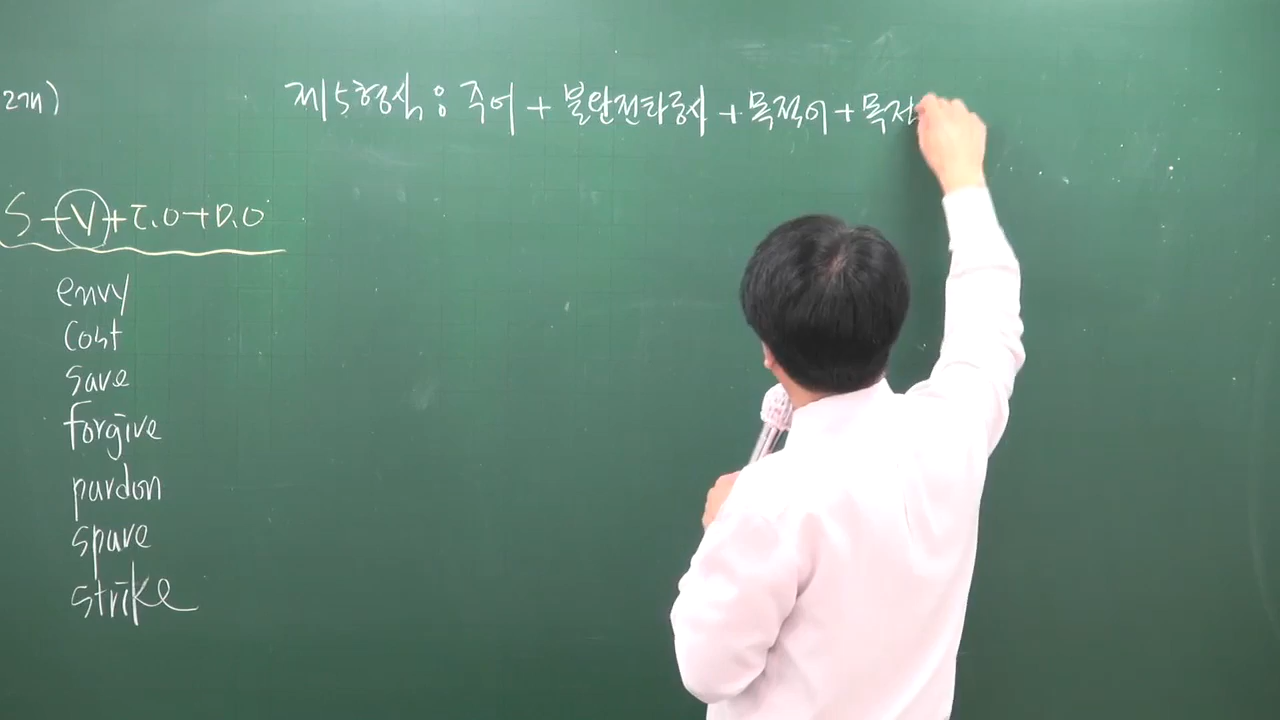 2개)
제5형식 : 주어 + 불완전타동사 + 목적어 + 목저
S + V + I.O + D.O
envy
cost
save
forgive
pardon
spare
strike